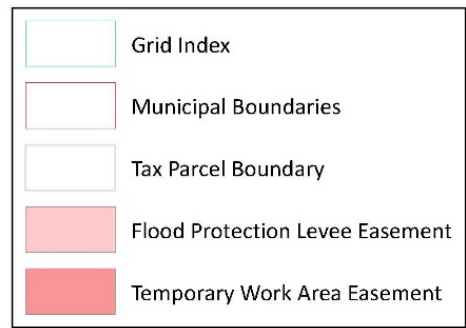 Grid Index
Municipal Boundaries
Tax Parcel Boundary
Flood Protection Levee Easement
Temporary Work Area Easement